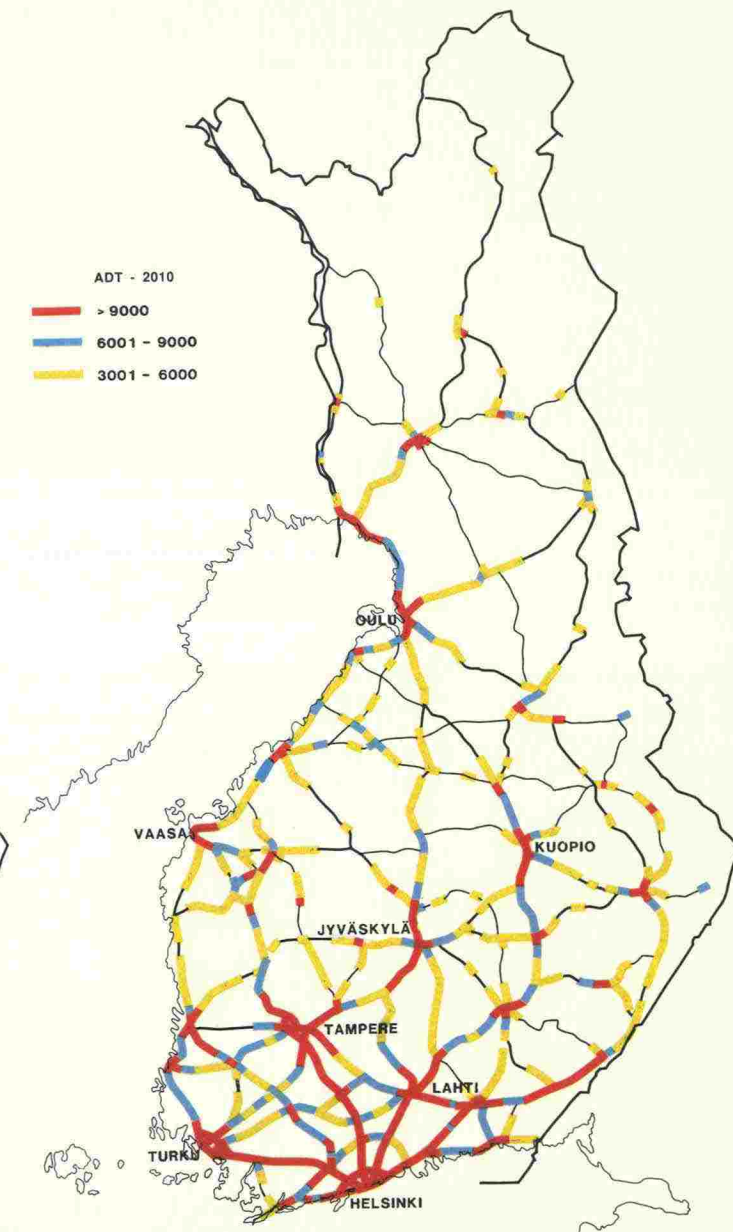 ADT - 2010
> 9000
6001 - 9000
3001 - 6000
OULU
VAASA
KUOPIO
JYVÄSKYLÄ
TAMPERE
LAHTI
TURKU
HELSINKI